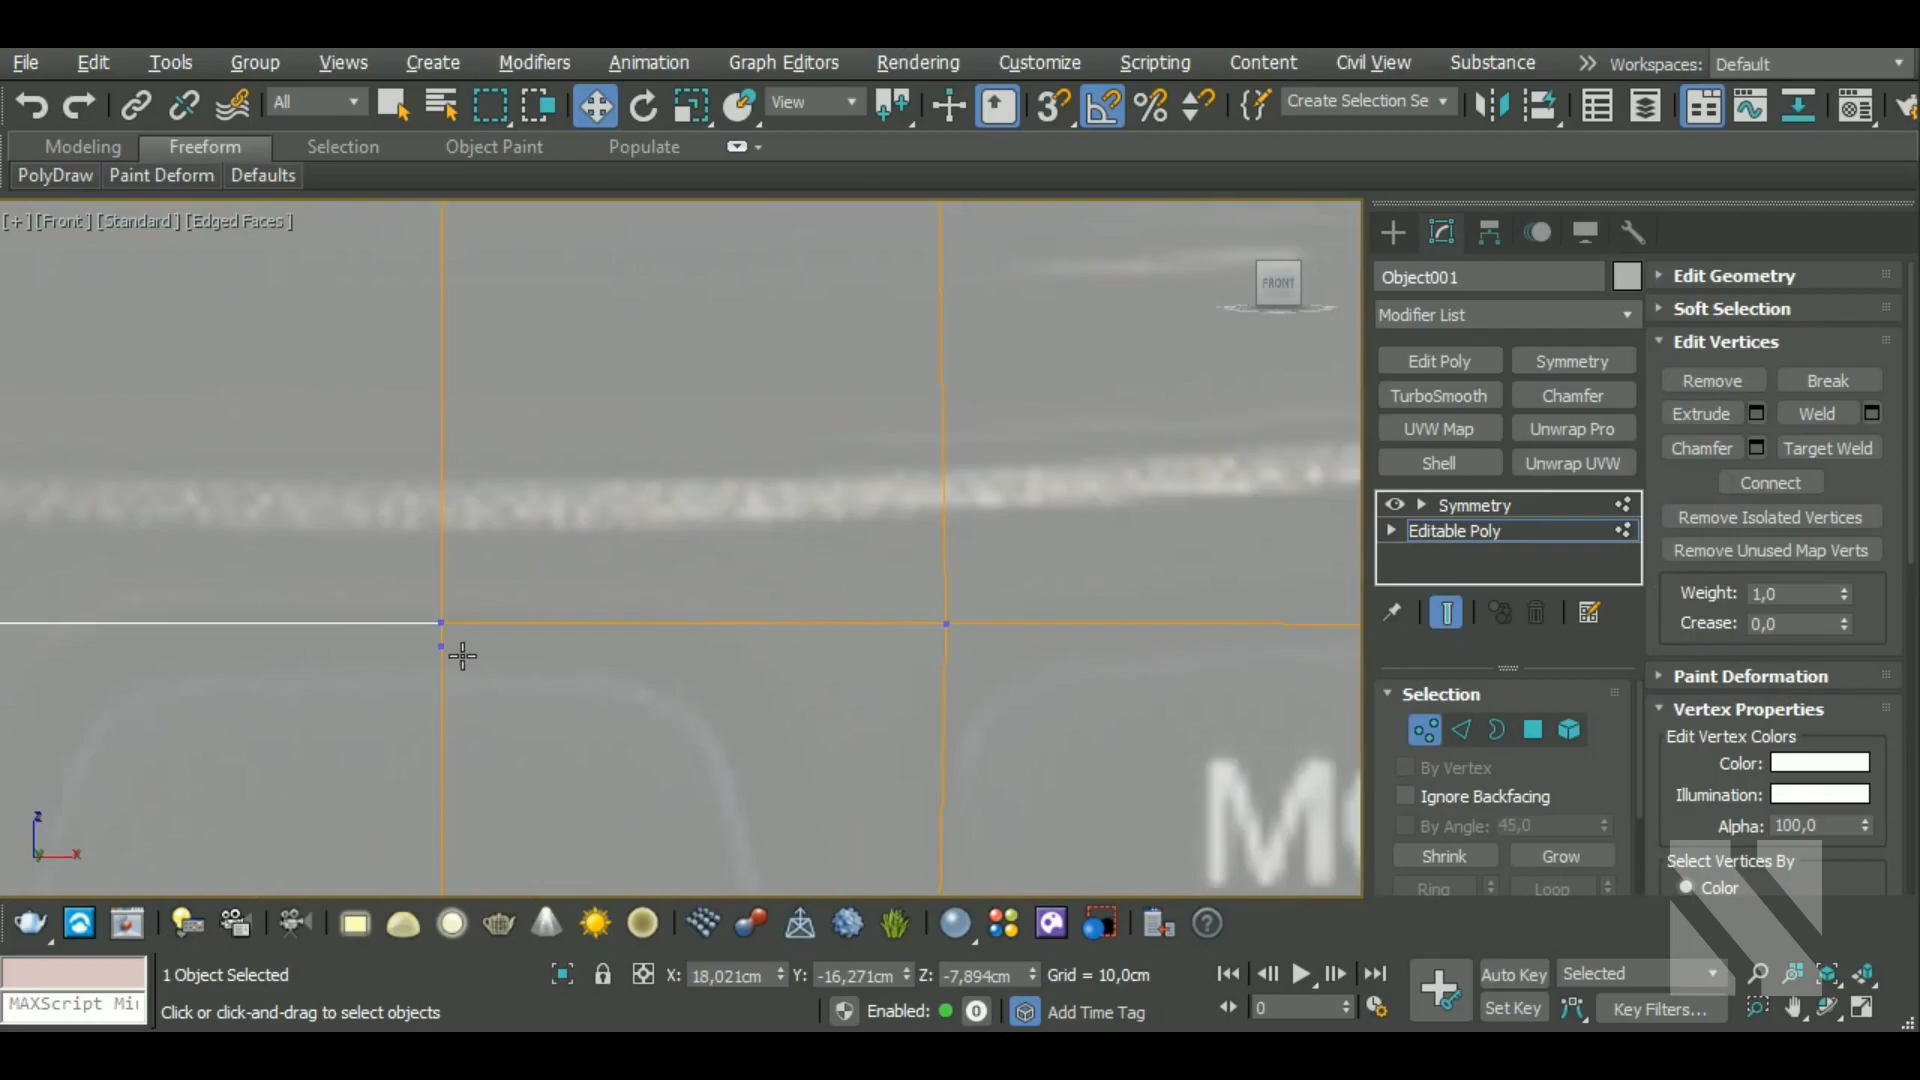 File Edit Tools Group Views Create Modifiers Animation Graph Editors Rendering Customize Scripting Content Civil View Substance Workspaces: Default
All View Create Selection Se
Modeling Freeform Selection Object Paint Populate
PolyDraw Paint Deform Defaults
[+] [Front] [Standard] [Edged Faces]
FRONT
M
Object001
Modifier List
Edit Poly Symmetry
TurboSmooth Chamfer
UVW Map Unwrap Pro
Shell Unwrap UVW
Symmetry
Editable Poly
Selection
By Vertex
Ignore Backfacing
By Angle: 45,0
Shrink Grow
Ring Loop
Edit Geometry
Soft Selection
Edit Vertices
Remove Break
Extrude Weld
Chamfer Target Weld
Connect
Remove Isolated Vertices
Remove Unused Map Verts
Weight: 1,0
Crease: 0,0
Paint Deformation
Vertex Properties
Edit Vertex Colors
Color:
Illumination:
Alpha: 100,0
Select Vertices By
Color
z
y x
1 Object Selected X: 18,021cm Y: -16,271cm Z: -7,894cm Grid = 10,0cm Auto Key Selected
MAXScript Mi
Click or click-and-drag to select objects Enabled: 0 Add Time Tag 0 Set Key Key Filters...